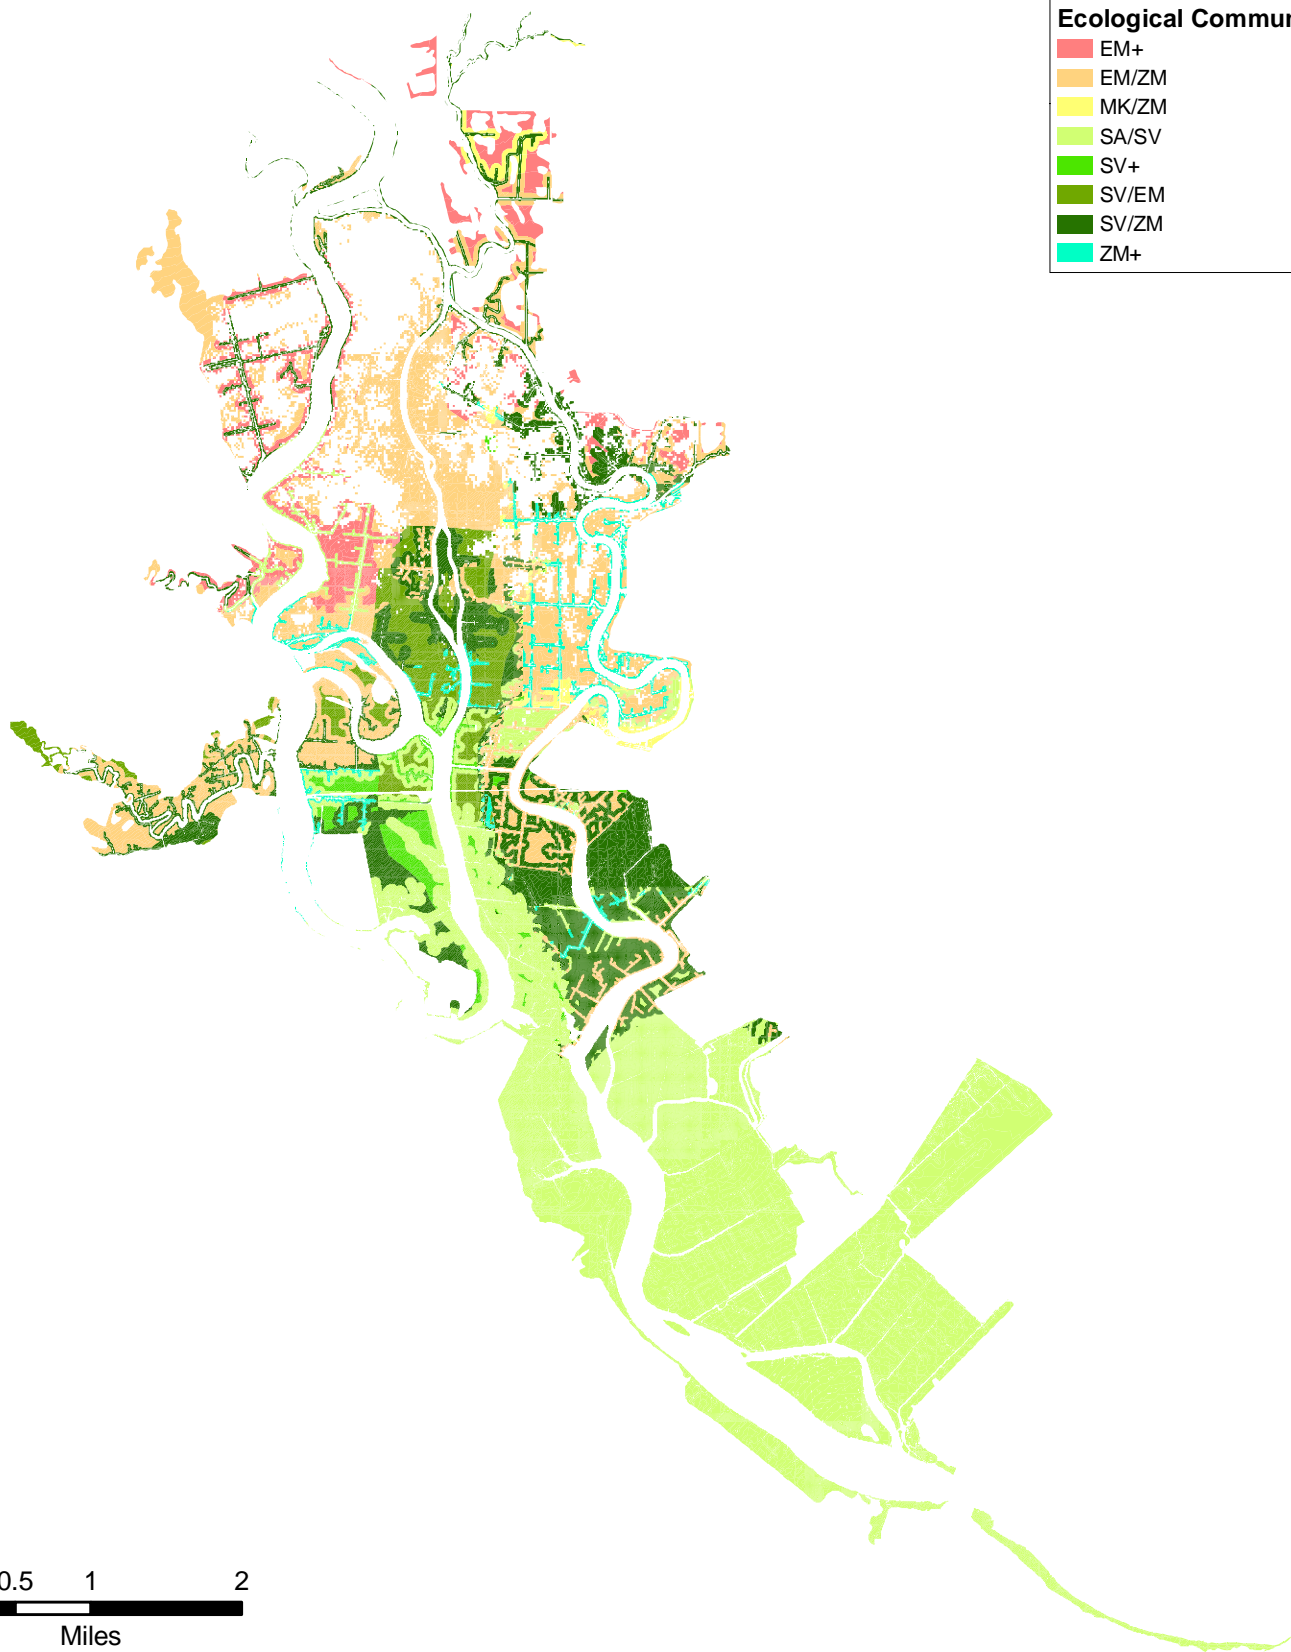 Ecological Commu
EM+
EM/ZM
MK/ZM
SA/SV
SV+
SV/EM
SV/ZM
ZM+
0.5 1 2
Miles